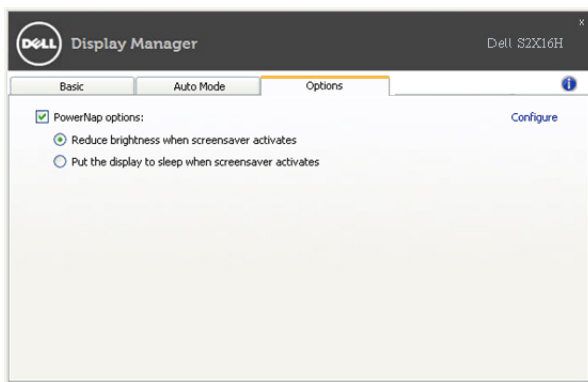 x
DELL Display Manager Dell S2X16H
Basic Auto Mode Options
PowerNap options: Configure
Reduce brightness when screensaver activates
Put the display to sleep when screensaver activates